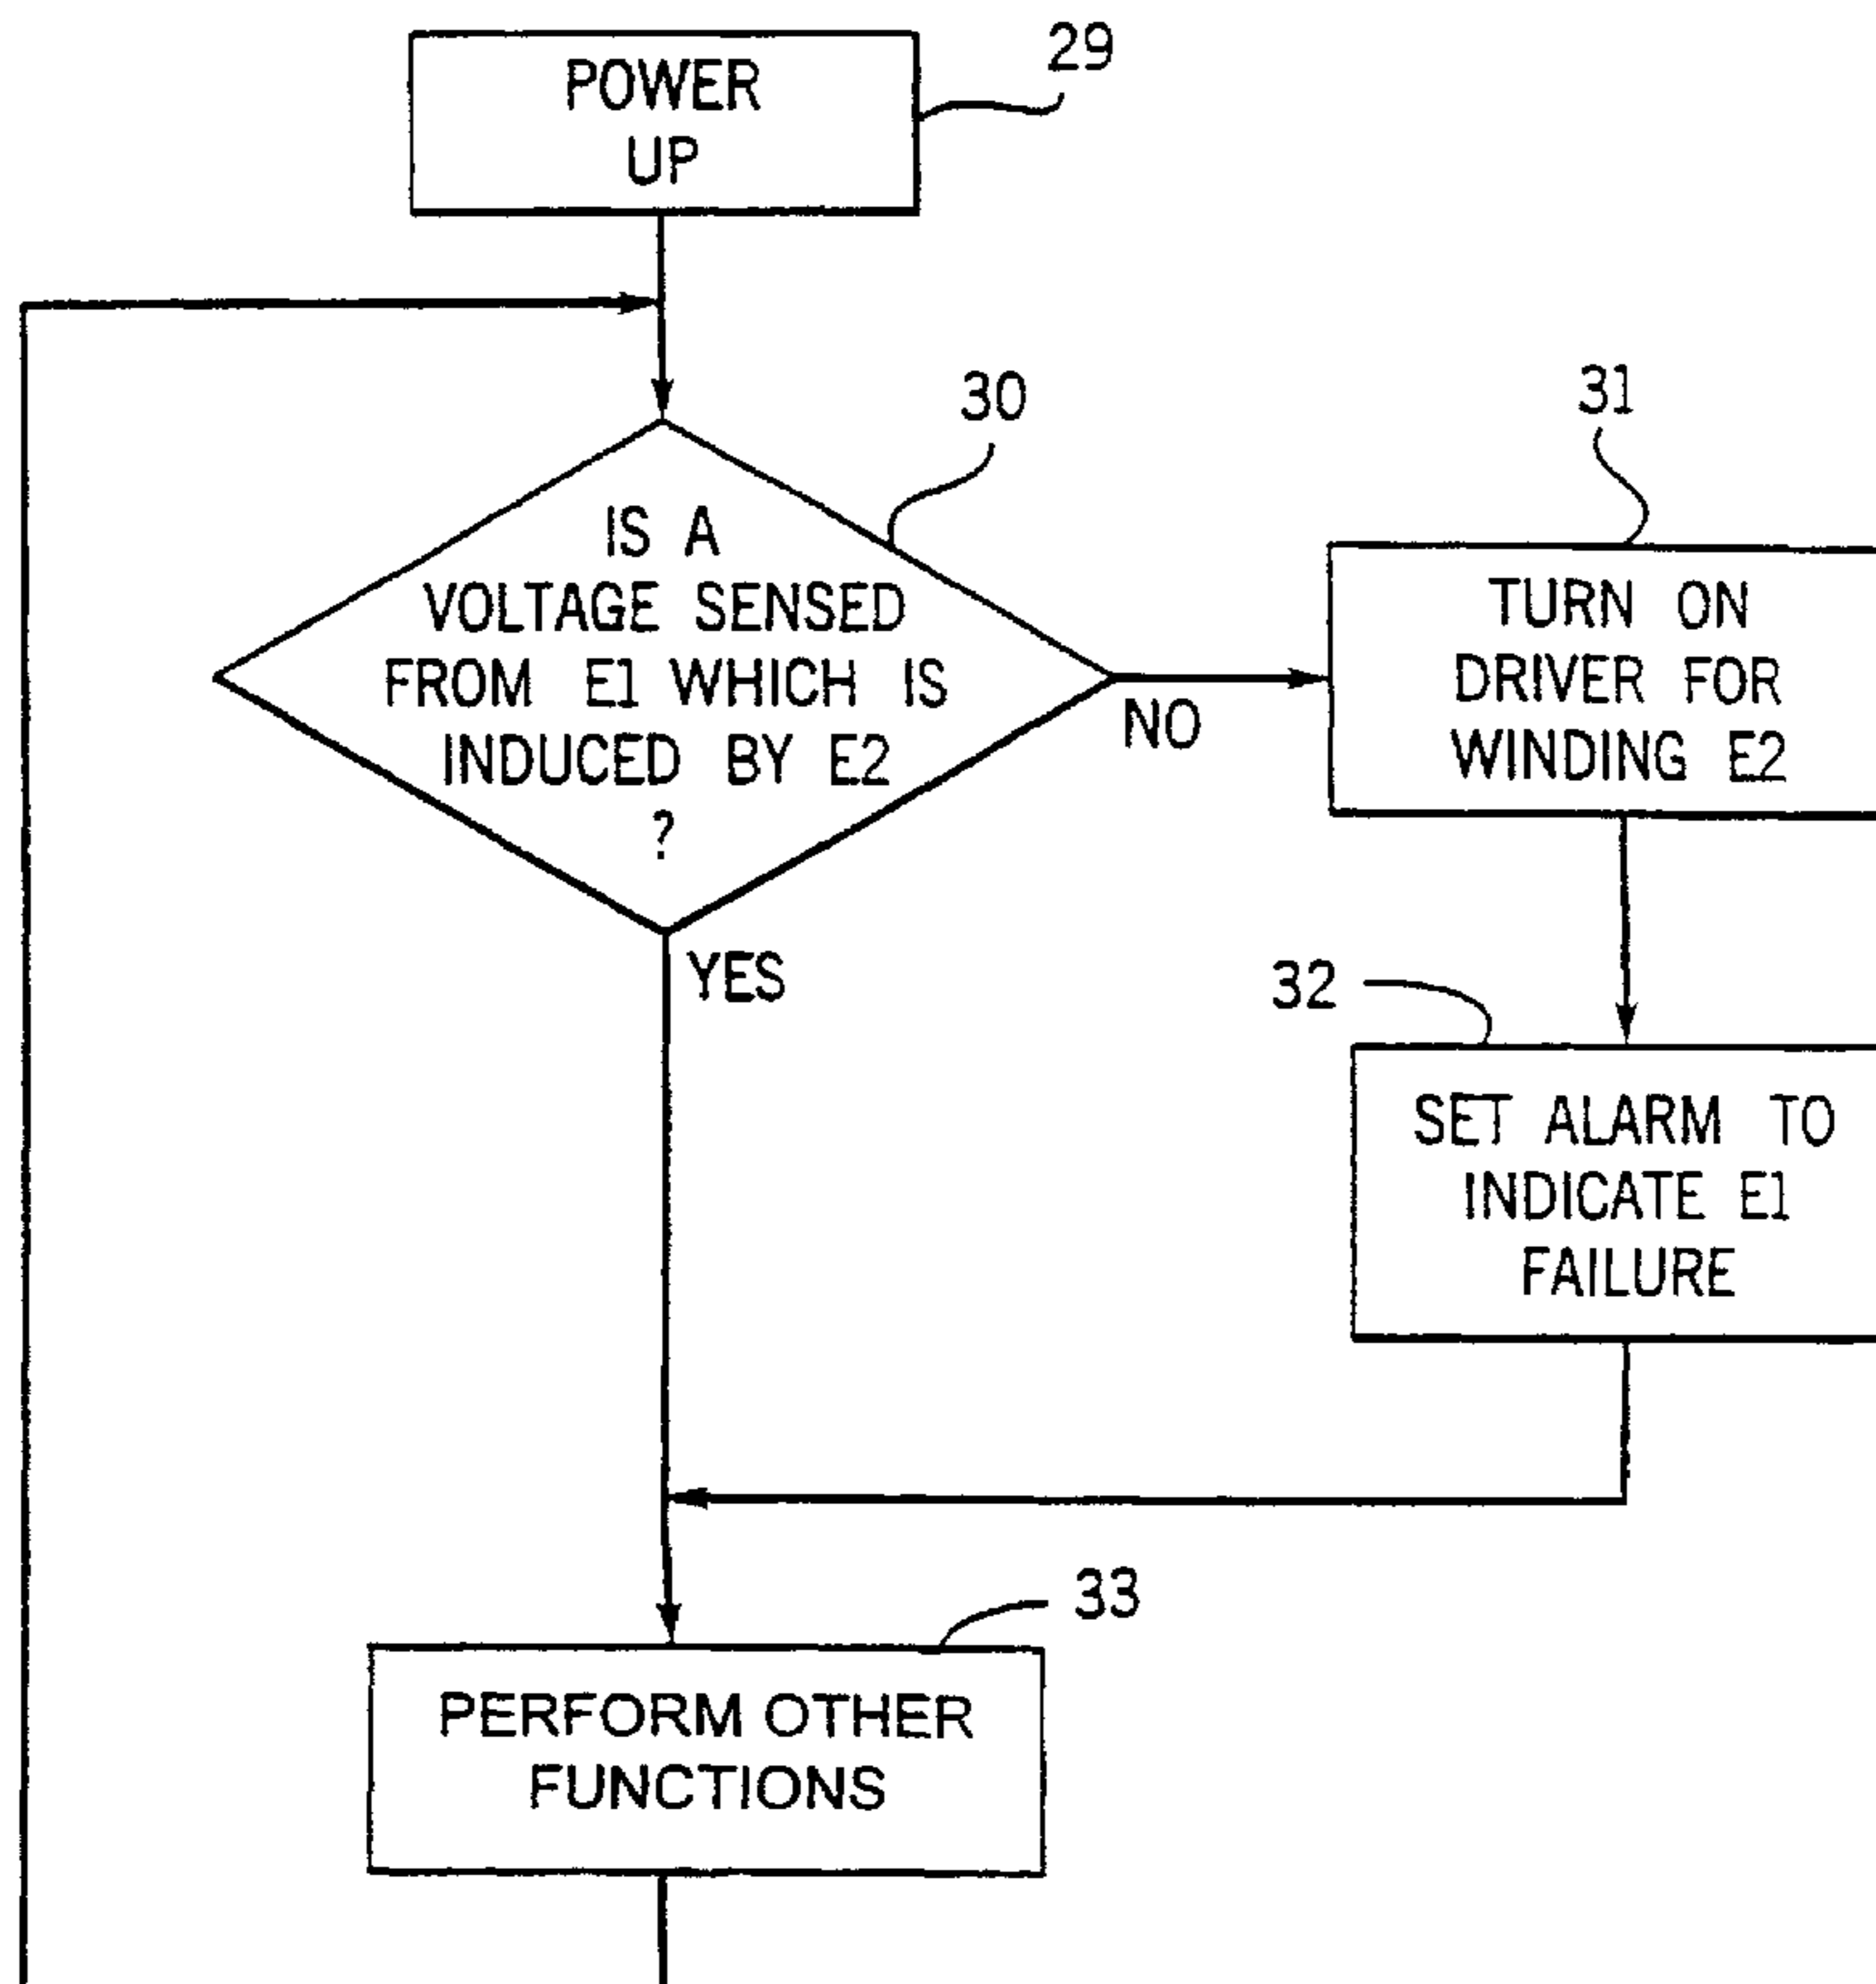 29
POWER
UP
30
IS A
VOLTAGE SENSED
FROM E1 WHICH IS
INDUCED BY E2
?
NO
YES
31
TURN ON
DRIVER FOR
WINDING E2
32
SET ALARM TO
INDICATE E1
FAILURE
33
PERFORM OTHER
FUNCTIONS